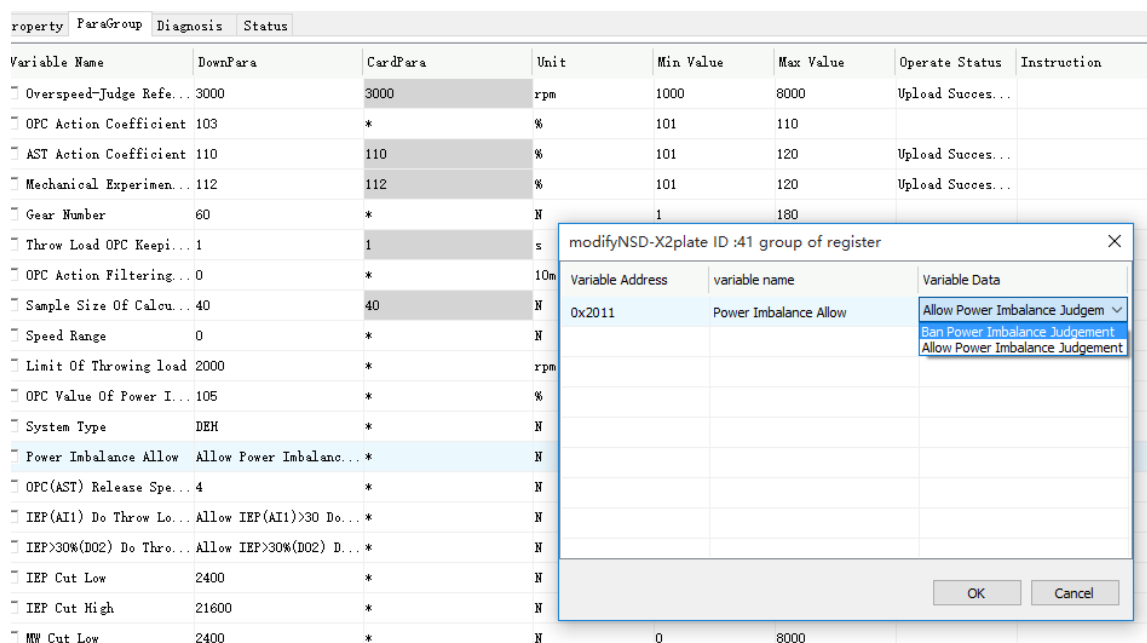 roperty ParaGroup Diagnosis Status
Variable Name DownPara CardPara Unit Min Value Max Value Operate Status Instruction
Overspeed-Judge Refe... 3000 3000 rpm 1000 8000 Upload Succes...
OPC Action Coefficient 103 * % 101 110
AST Action Coefficient 110 110 % 101 120 Upload Succes...
Mechanical Experimen... 112 112 % 101 120 Upload Succes...
Gear Number 60 * N 1 180
Throw Load OPC Keepi... 1 1 s
OPC Action Filtering... 0 * 10m
Sample Size Of Calcu... 40 40 N
Speed Range 0 * N
Limit Of Throwing load 2000 * rpm
OPC Value Of Power I... 105 * %
System Type DEH * N
Power Imbalance Allow Allow Power Imbalanc... * N
OPC(AST) Release Spe... 4 * N
IEP(AI1) Do Throw Lo... Allow IEP(AI1)>30 Do... * N
IEP>30%(DO2) Do Thro... Allow IEP>30%(DO2) D... * N
IEP Cut Low 2400 * N
IEP Cut High 21600 * N
MW Cut Low 2400 * N 0 8000
modifyNSD-X2plate ID :41 group of register
Variable Address variable name Variable Data
0x2011 Power Imbalance Allow Allow Power Imbalance Judgem
Ban Power Imbalance Judgement
Allow Power Imbalance Judgement
OK Cancel